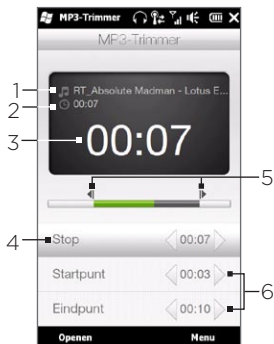 MP3-Trimmer
MP3-Trimmer
1 RT_Absolute Madman - Lotus E...
2 00:07
3 00:07
5
4 Stop 00:07
Startpunt 00:03
6
Eindpunt 00:10
Openen Menu